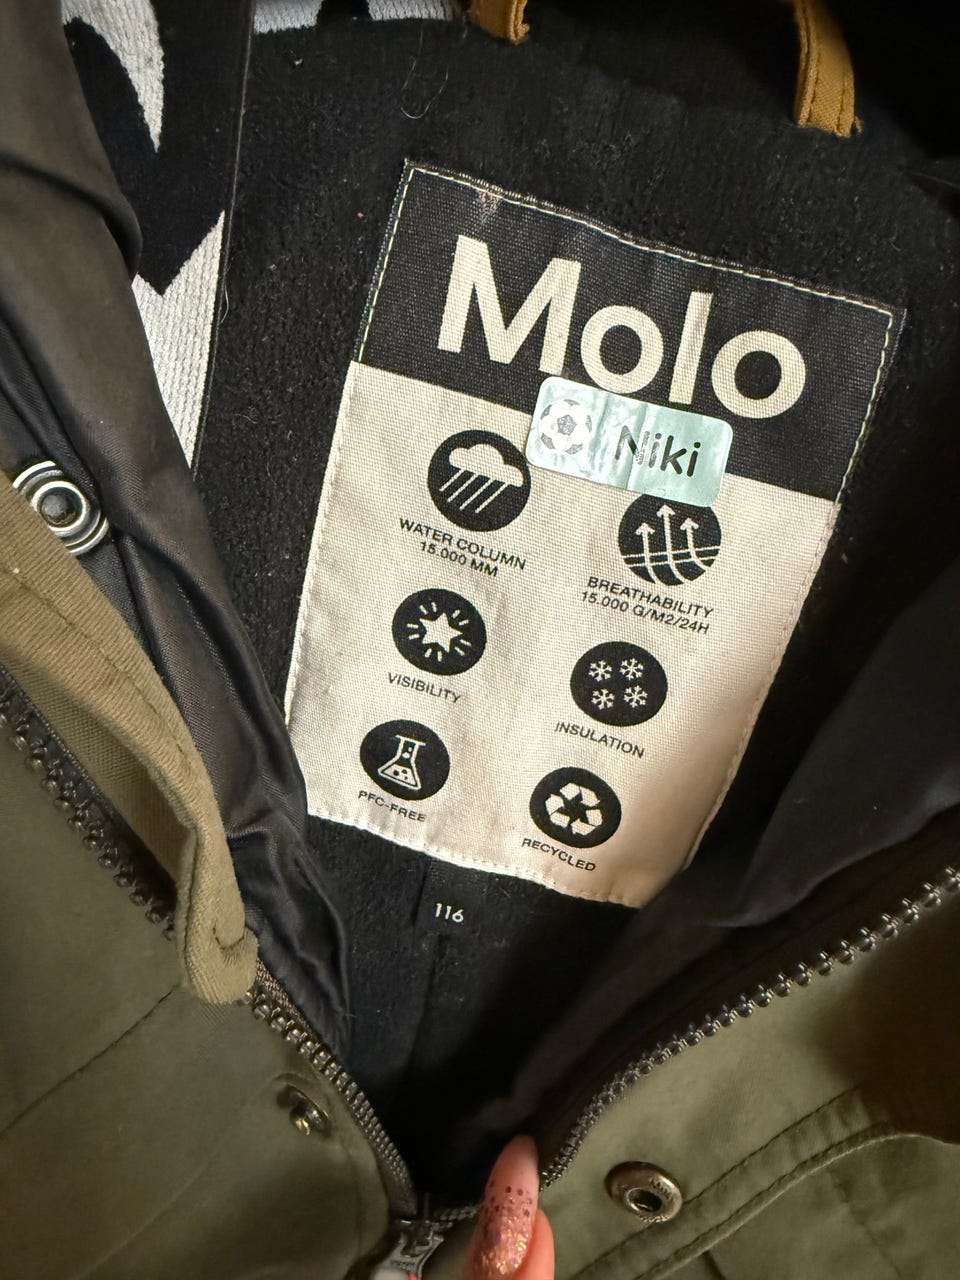 Molo
Niki
WATER COLUMN
15.000 MM
BREATHABILITY
15.000 G/M2/24H
VISIBILITY
INSULATION
PFC-FREE
RECYCLED
116